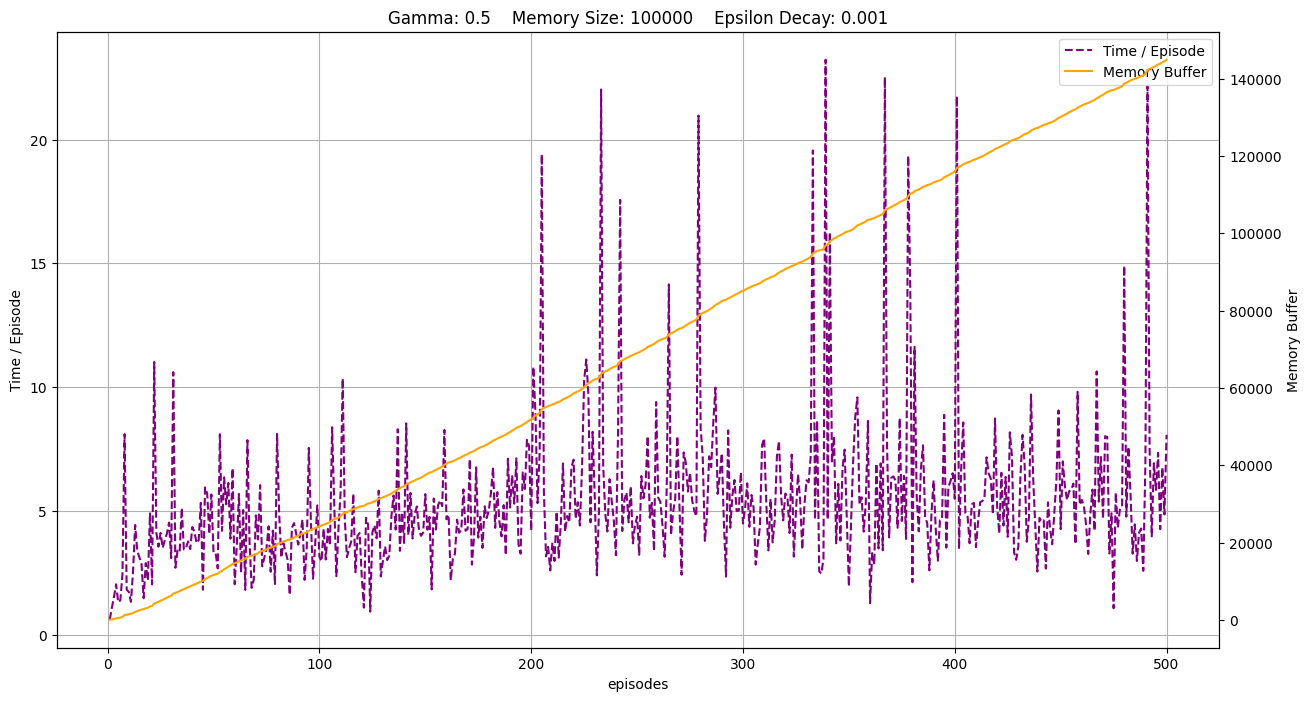 Gamma: 0.5    Memory Size: 100000    Epsilon Decay: 0.001
Time / Episode
Memory Buffer
20
15
10
5
0
Time / Episode
140000
120000
100000
80000
60000
40000
20000
0
Memory Buffer
0 100 200 300 400 500
episodes